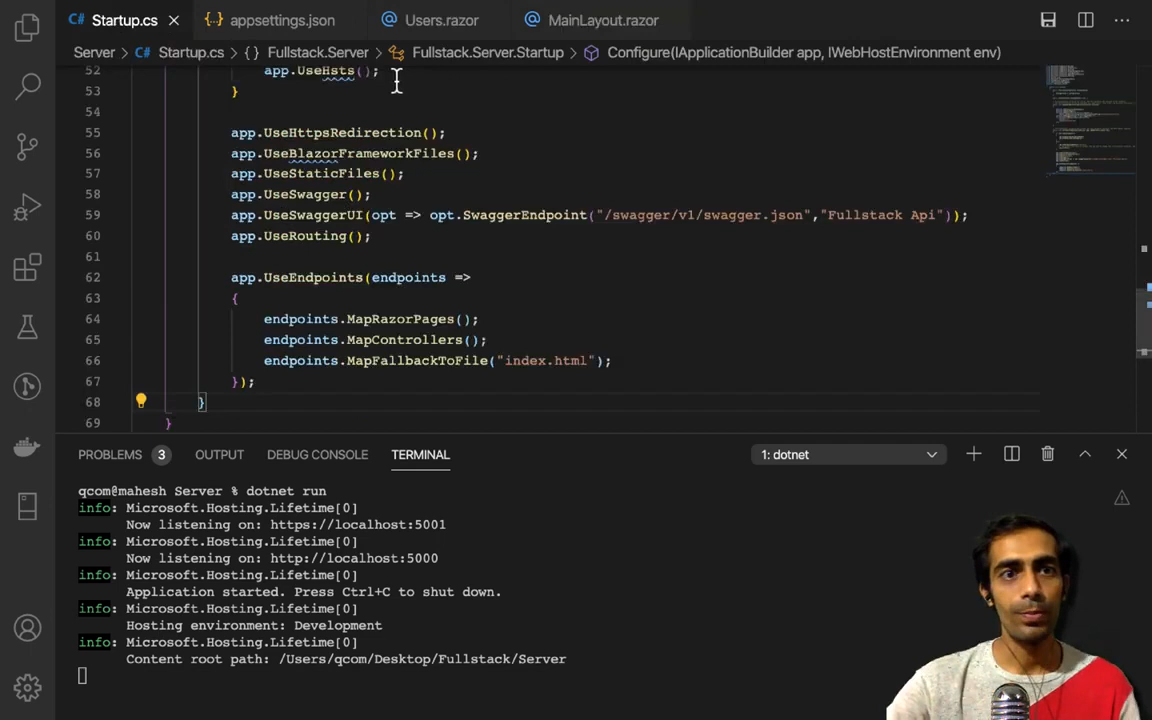 Startup.cs
appsettings.json
Users.razor
MainLayout.razor
Server > Startup.cs > {} Fullstack.Server > Fullstack.Server.Startup > Configure(IApplicationBuilder app, IWebHostEnvironment env)
52 app.UseHsts();
53 }
54
55 app.UseHttpsRedirection();
56 app.UseBlazorFrameworkFiles();
57 app.UseStaticFiles();
58 app.UseSwagger();
59 app.UseSwaggerUI(opt => opt.SwaggerEndpoint("/swagger/v1/swagger.json","Fullstack Api"));
60 app.UseRouting();
61
62 app.UseEndpoints(endpoints =>
63 {
64 endpoints.MapRazorPages();
65 endpoints.MapControllers();
66 endpoints.MapFallbackToFile("index.html");
67 });
68 }
69 }
PROBLEMS 3 OUTPUT DEBUG CONSOLE TERMINAL 1: dotnet
qcom@mahesh Server % dotnet run
info: Microsoft.Hosting.Lifetime[0]
Now listening on: https://localhost:5001
info: Microsoft.Hosting.Lifetime[0]
Now listening on: http://localhost:5000
info: Microsoft.Hosting.Lifetime[0]
Application started. Press Ctrl+C to shut down.
info: Microsoft.Hosting.Lifetime[0]
Hosting environment: Development
info: Microsoft.Hosting.Lifetime[0]
Content root path: /Users/qcom/Desktop/Fullstack/Server